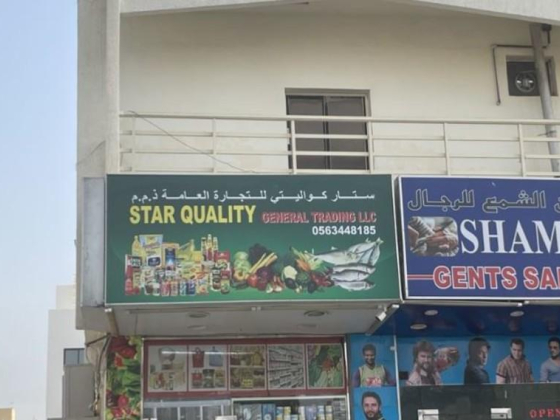 ستار كواليتي للتجارة العامة ذ.م.م
STAR QUALITY GENERAL TRADING LLC
0563448185
الشمع للرجال
SHAM
GENTS SA